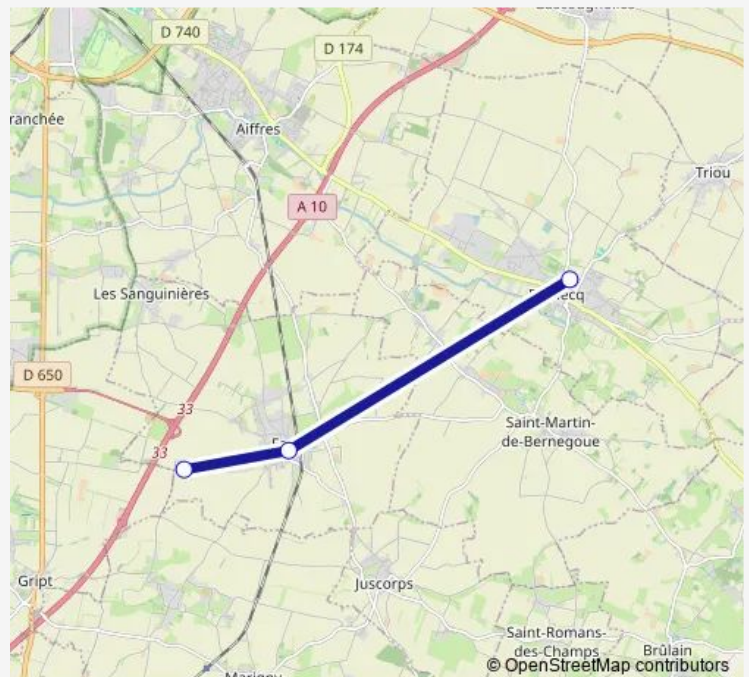 D 740
D 174
ranchée
Aiffres
Triou
A 10
Les Sanguinières
D 650
33
33
Saint-Martin-
de-Bernegoue
Gript
Juscorps
Saint-Romans-
des-Champs
Brûlain
© OpenStreetMap contributors